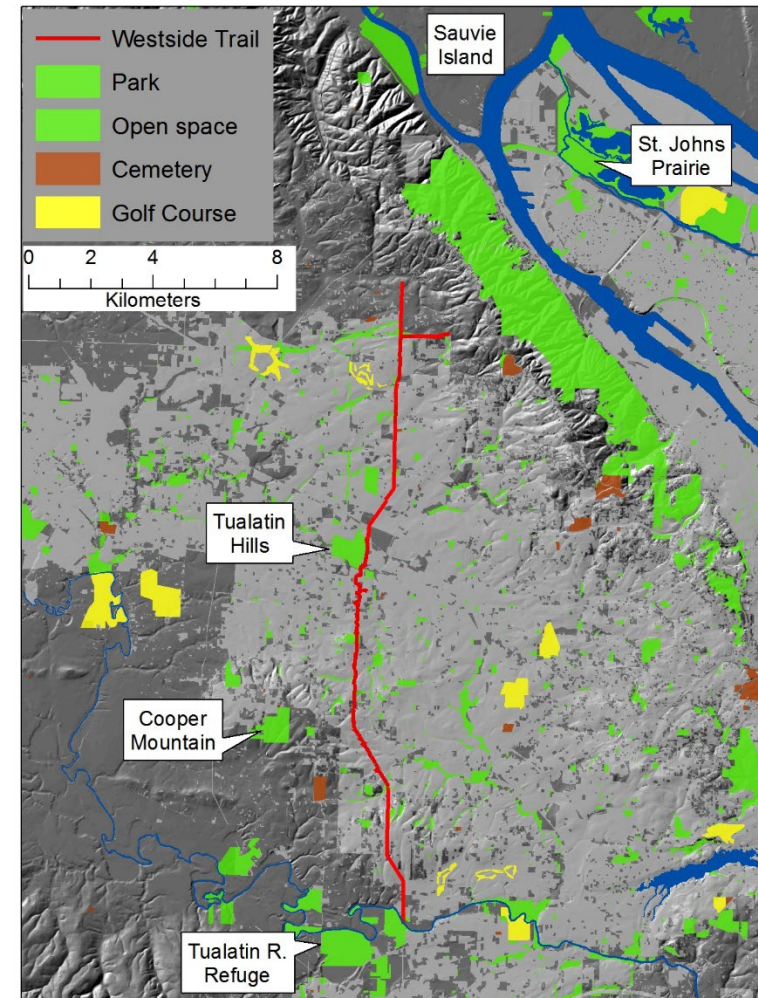 Westside Trail
Park
Open space
Cemetery
Golf Course
0 2 4 8
Kilometers
Sauvie
Island
St. Johns
Prairie
Tualatin
Hills
Cooper
Mountain
Tualatin R.
Refuge